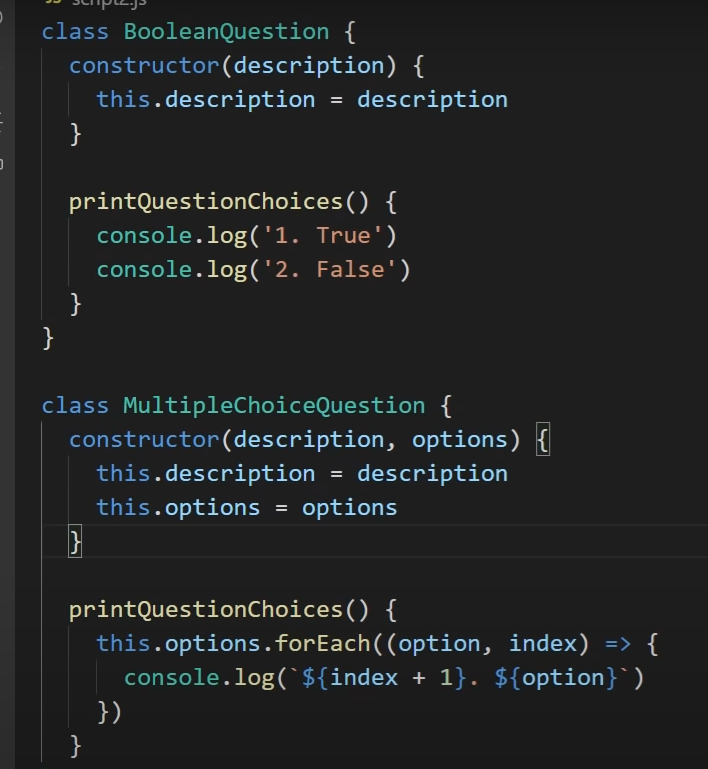 script2.js
class BooleanQuestion {
  constructor(description) {
    this.description = description
  }

  printQuestionChoices() {
    console.log('1. True')
    console.log('2. False')
  }
}

class MultipleChoiceQuestion {
  constructor(description, options) {
    this.description = description
    this.options = options
  }

  printQuestionChoices() {
    this.options.forEach((option, index) => {
      console.log(`${index + 1}. ${option}`)
    })
  }